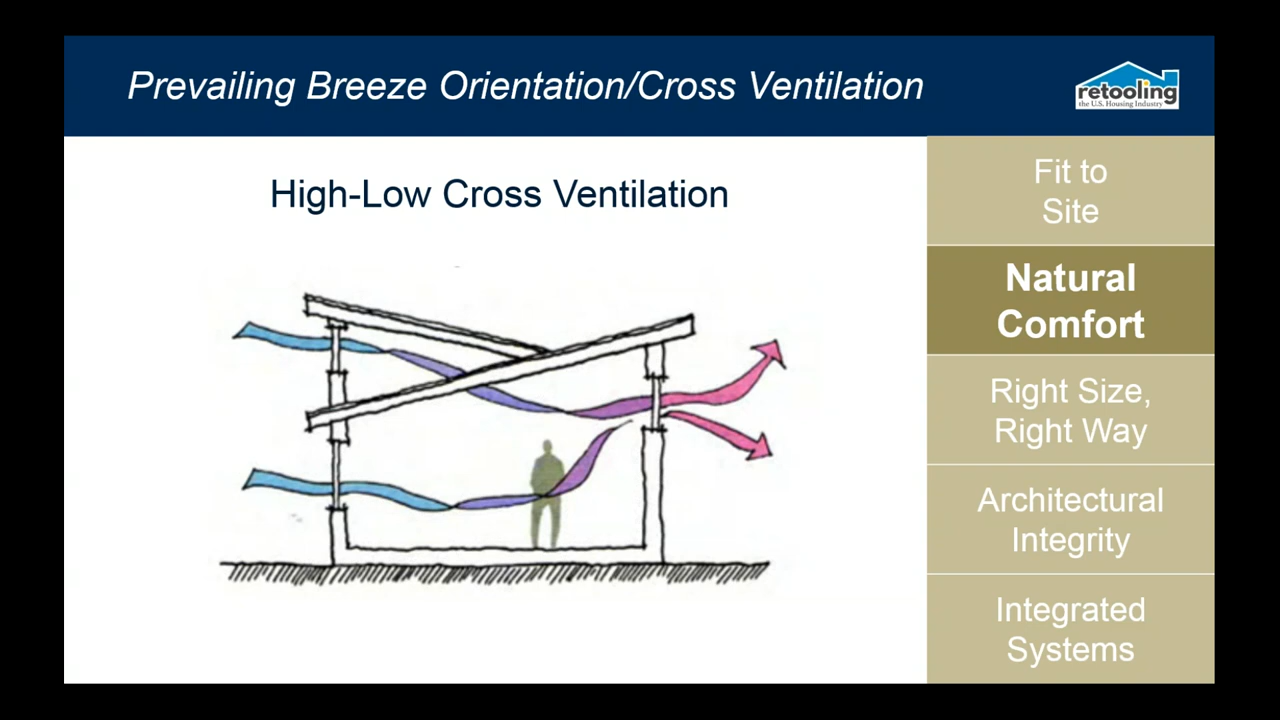 Prevailing Breeze Orientation/Cross Ventilation
retooling
the U.S. Housing Industry
High-Low Cross Ventilation
Fit to
Site
Natural
Comfort
Right Size,
Right Way
Architectural
Integrity
Integrated
Systems